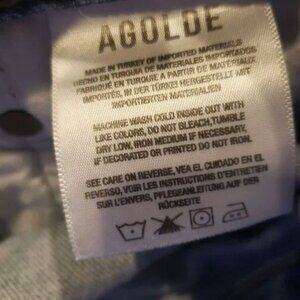 AGOLDE
MADE IN TURKEY OF IMPORTED MATERIALS
HECHO EN TURQUIA DE MATERIALES IMPORTADOS
FABRIQUÉ EN TURQUIE A PARTIR DE MATÉRIAUX
IMPORTÉS, IN DER TÜRKEI HERGESTELLT MIT
IMPORTIERTEN MATERIALIEN
MACHINE WASH COLD INSIDE OUT WITH
LIKE COLORS, DO NOT BLEACH, TUMBLE
DRY LOW, IRON MEDIUM IF NECESSARY,
IF DECORATED OR PRINTED DO NOT IRON.
SEE CARE ON REVERSE, VEA EL CUIDADO EN EL
REVERSO, VOIR LES INSTRUCTIONS D'ENTRETIEN
SUR L'ENVERS, PFLEGEANLEITUNG AUF DER
RÜCKSEITE